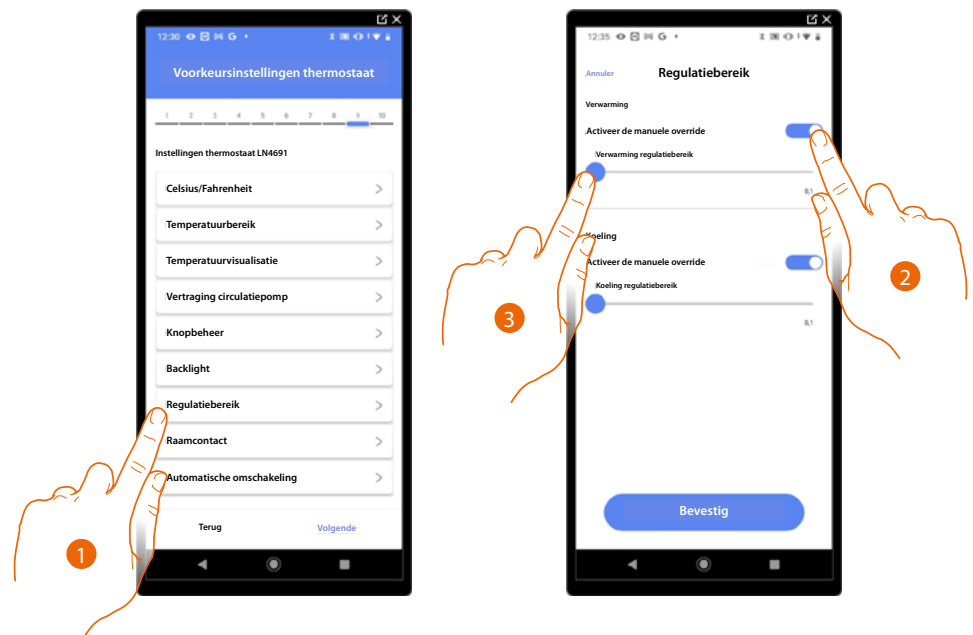 12:30 G
Voorkeursinstellingen thermostaat
1 2 3 4 5 6 7 8 9 10
Instellingen thermostaat LN4691
Celsius/Fahrenheit
Temperatuurbereik
Temperatuurvisualisatie
Vertraging circulatiepomp
Knopbeheer
Backlight
Regulatiebereik
Raamcontact
Automatische omschakeling
Terug Volgende
1
12:35 G
Annuler Regulatiebereik
Verwarming
Activeer de manuele override
Verwarming regulatiebereik
0,1
Koeling
Activeer de manuele override
Koeling regulatiebereik
0,1
Bevestig
2
3